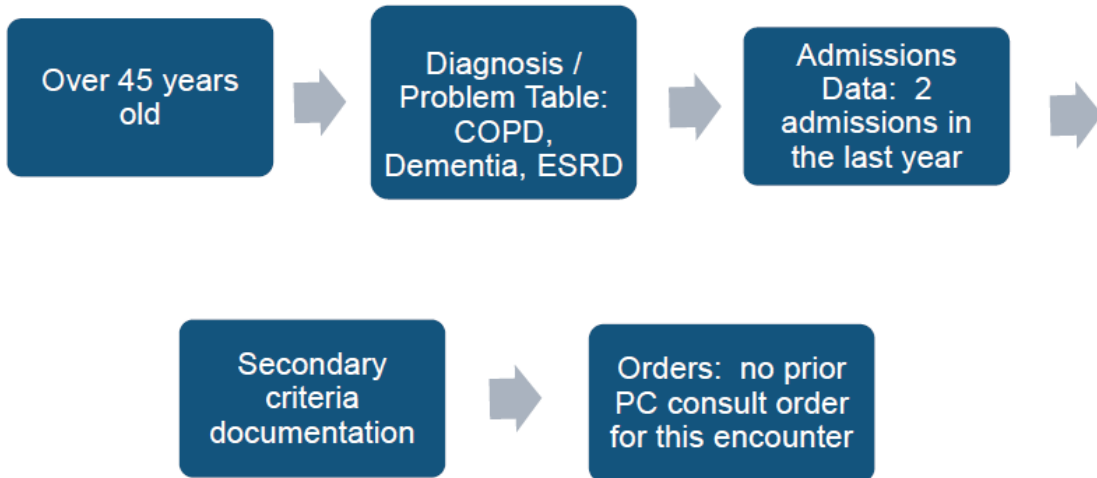 Over 45 years
old
Diagnosis /
Problem Table:
COPD,
Dementia, ESRD
Admissions
Data:  2
admissions in
the last year
Secondary
criteria
documentation
Orders:  no prior
PC consult order
for this encounter